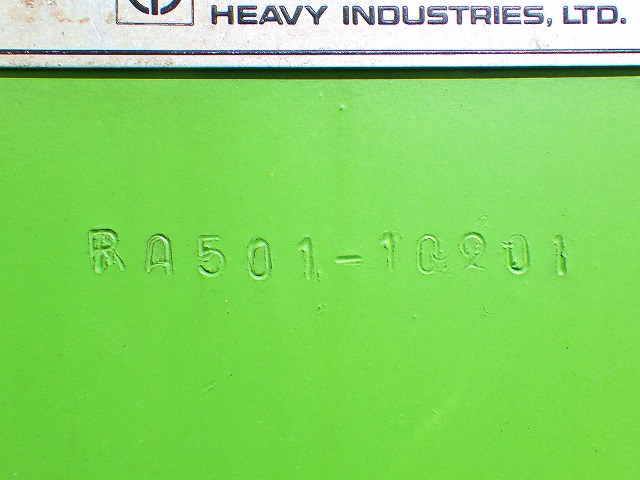 HEAVY INDUSTRIES, LTD.
RA501-10201